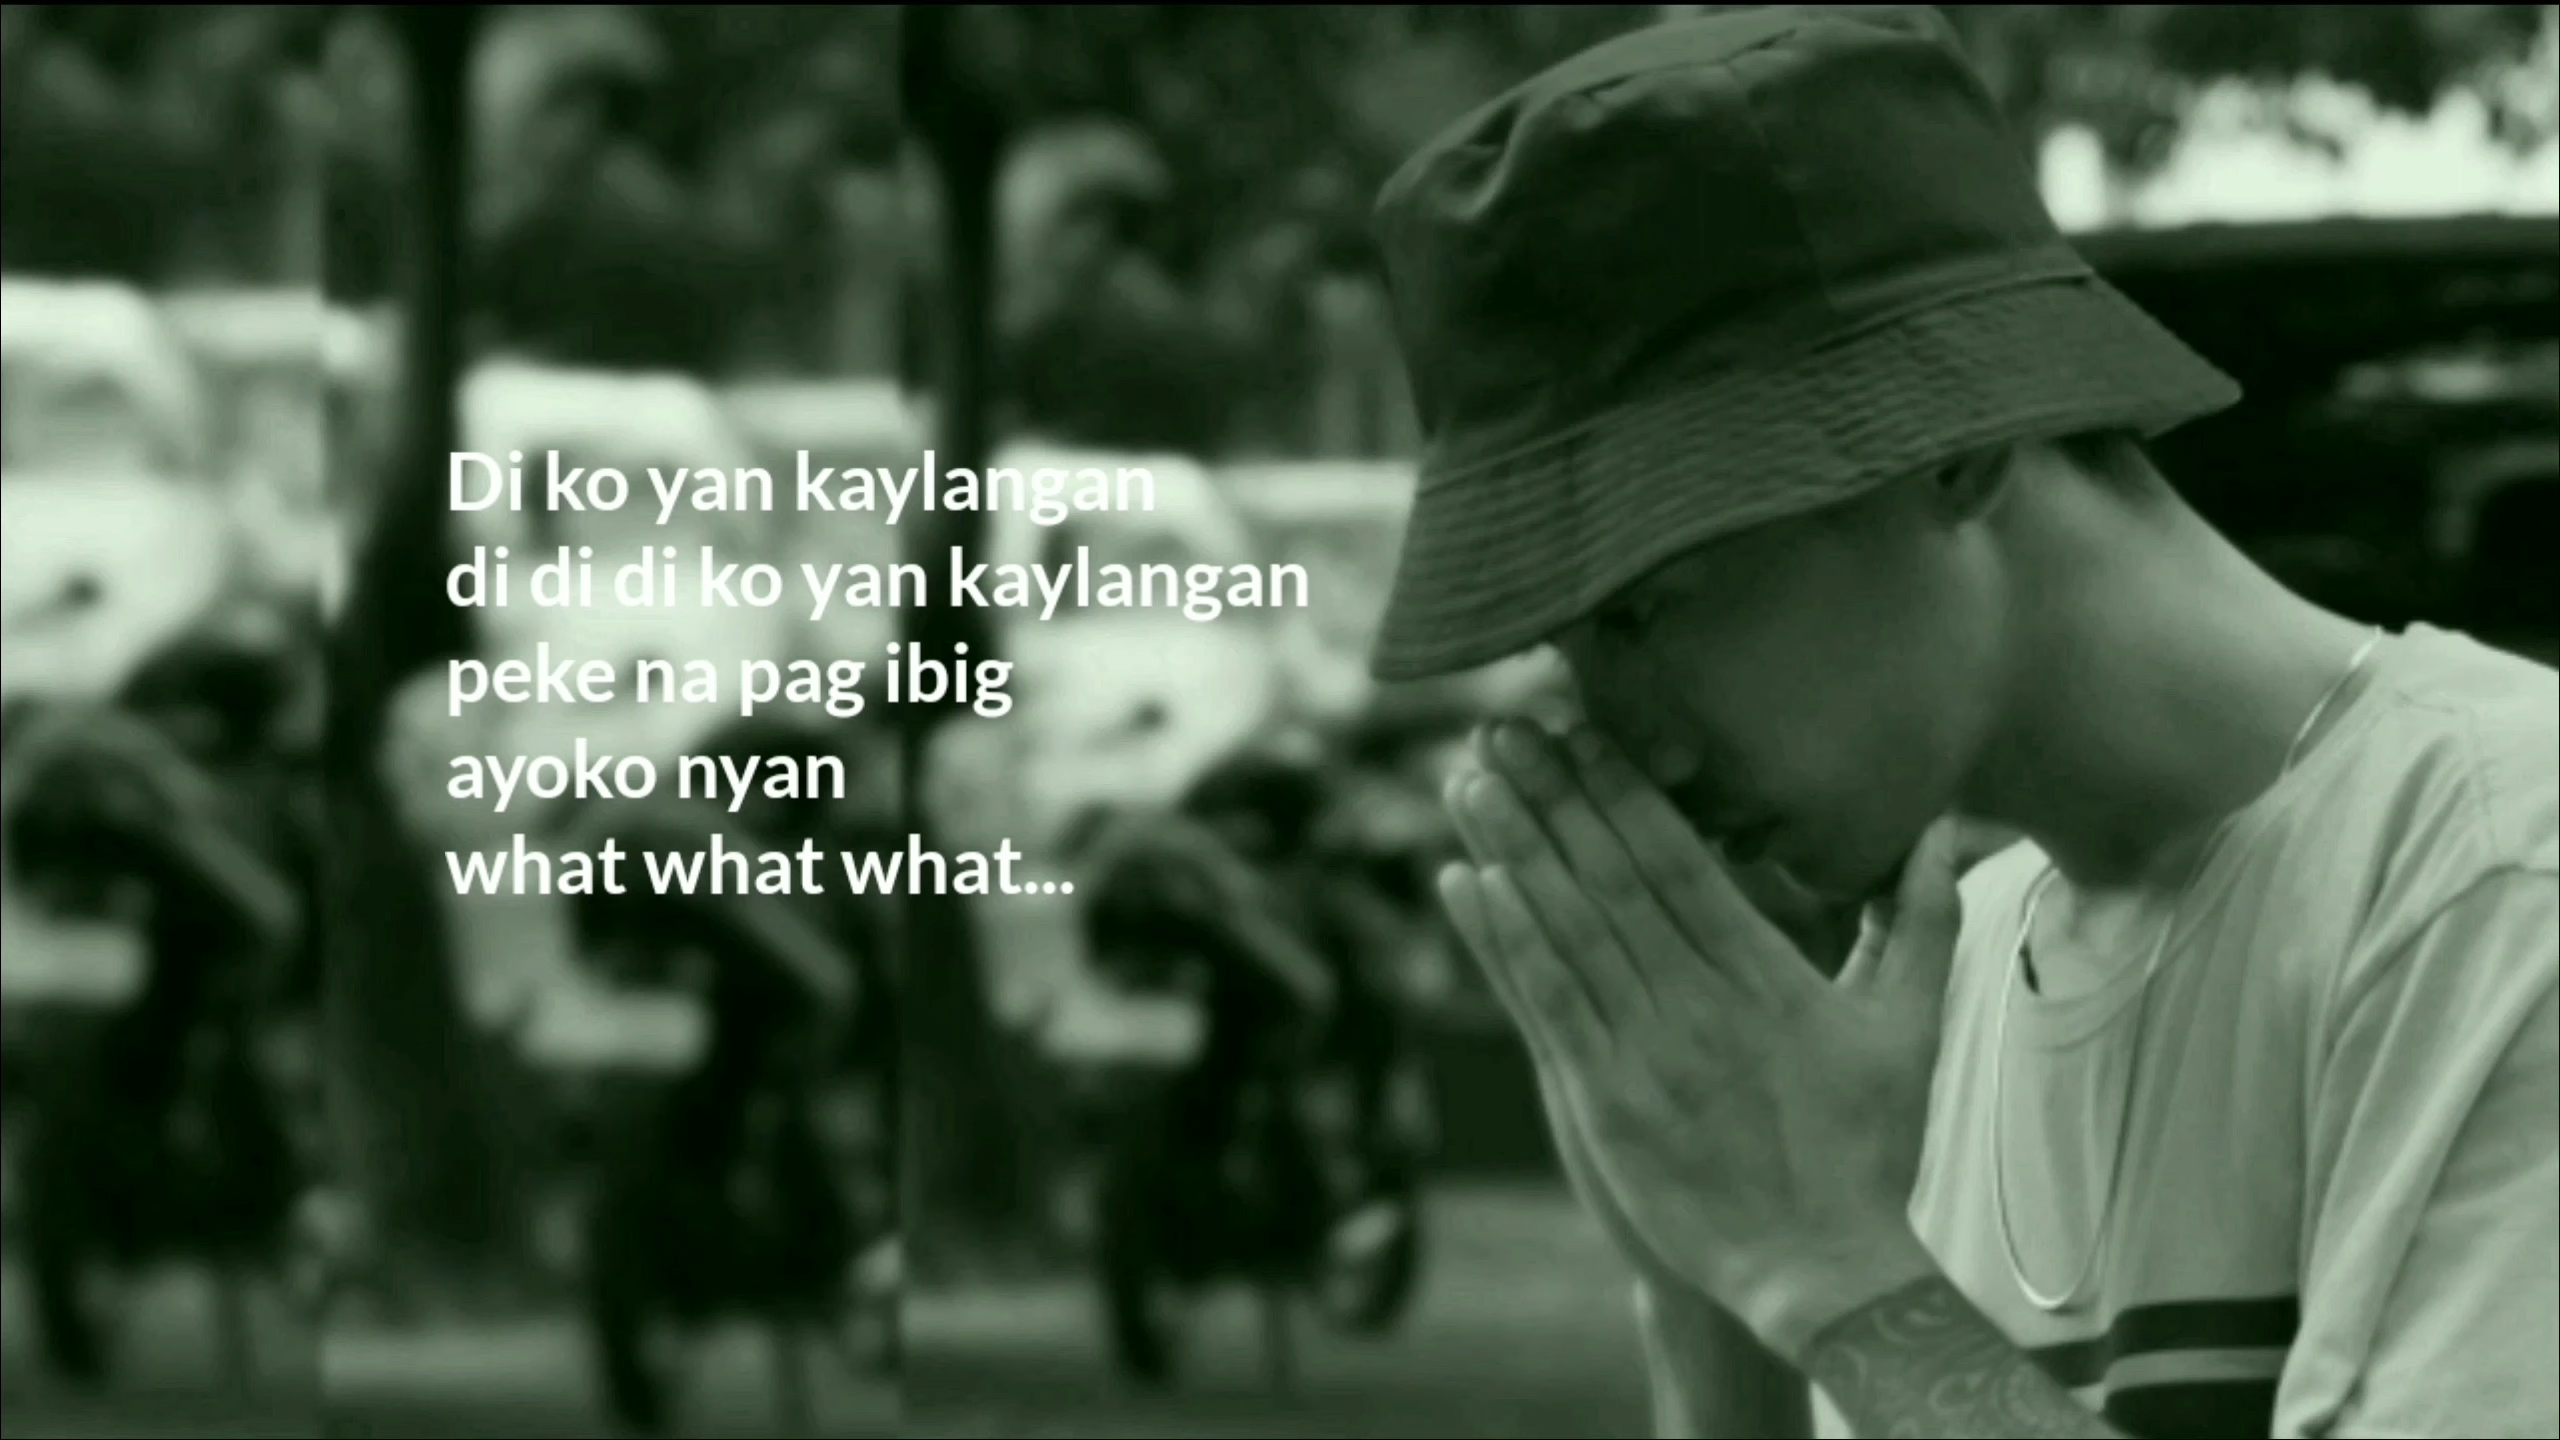 Di ko yan kaylangan
di di di ko yan kaylangan
peke na pag ibig
ayoko nyan
what what what...